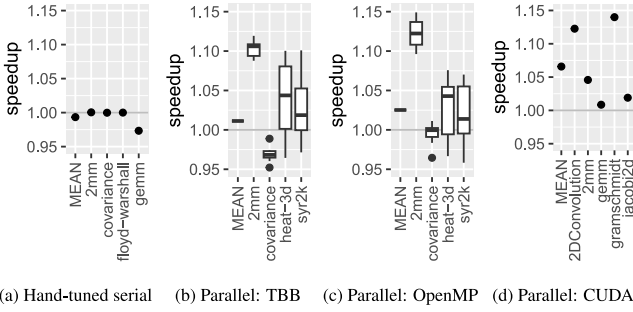 speedup
1.15
1.10
1.05
1.00
0.95
MEAN
2mm
covariance
floyd-warshall
gemm
(a) Hand-tuned serial
speedup
1.15
1.10
1.05
1.00
0.95
MEAN
2mm
covariance
heat-3d
syr2k
(b) Parallel: TBB
speedup
1.15
1.10
1.05
1.00
0.95
MEAN
2mm
covariance
heat-3d
syr2k
(c) Parallel: OpenMP
speedup
1.15
1.10
1.05
1.00
0.95
MEAN
2DConvolution
2mm
gemm
gramschmidt
jacobi2d
(d) Parallel: CUDA